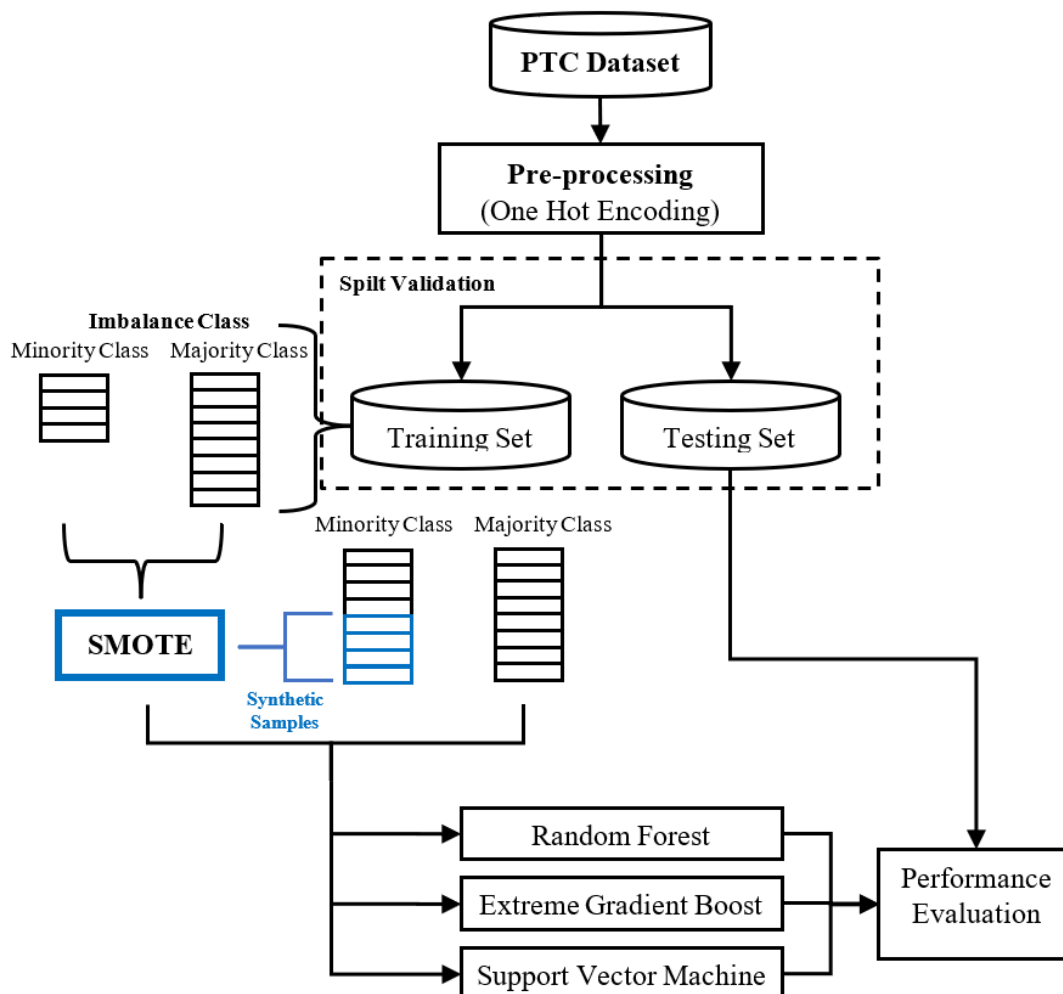 PTC Dataset
Pre-processing
(One Hot Encoding)
Spilt Validation
Imbalance Class
Minority Class Majority Class
Training Set
Testing Set
Minority Class Majority Class
SMOTE
Synthetic
Samples
Random Forest
Extreme Gradient Boost
Support Vector Machine
Performance
Evaluation